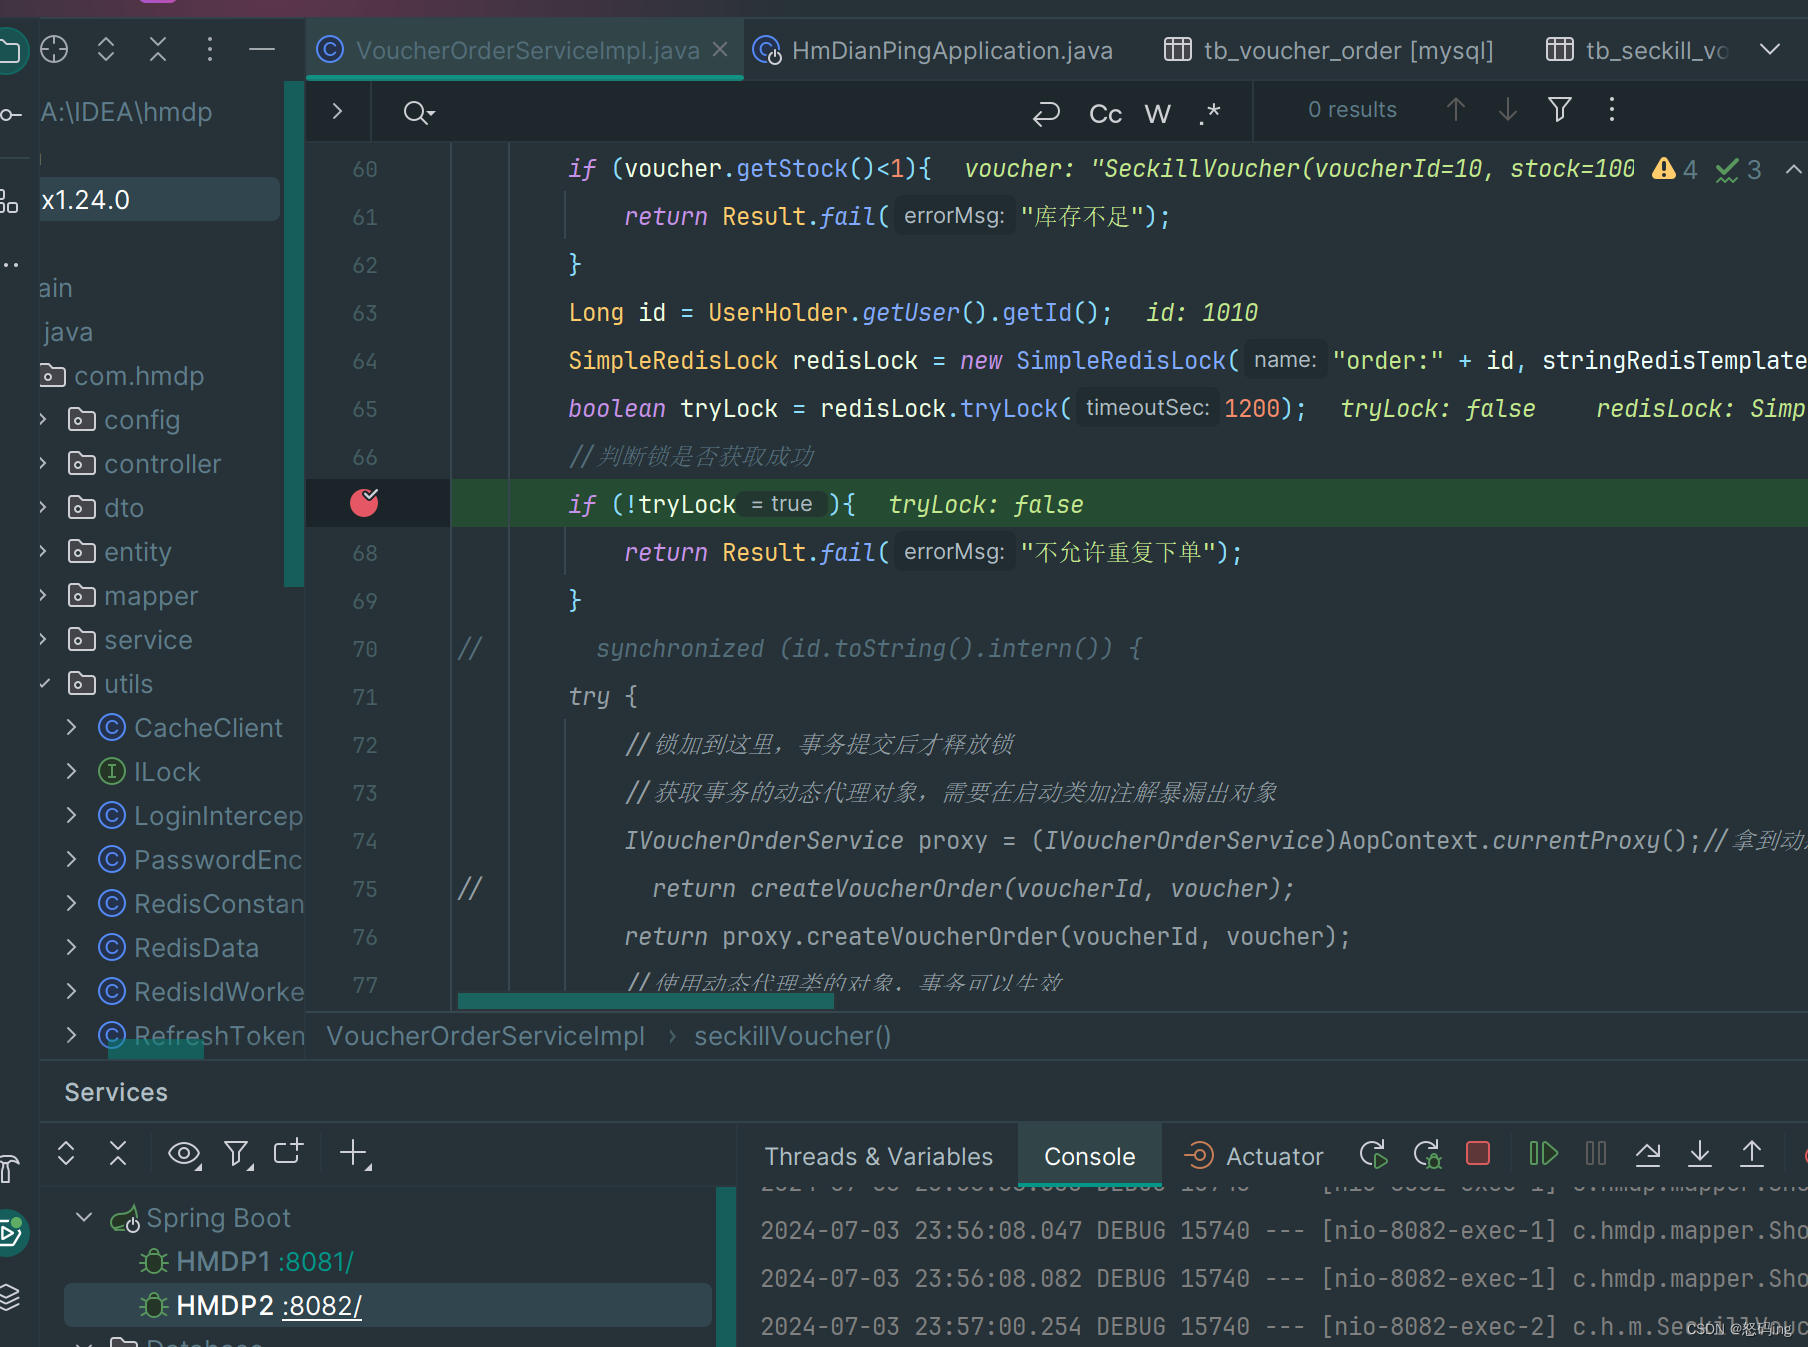 VoucherOrderServiceImpl.java
HmDianPingApplication.java
tb_voucher_order [mysql]
tb_seckill_vo
A:\IDEA\hmdp
Cc W .*
0 results
x1.24.0
ain
java
com.hmdp
config
controller
dto
entity
mapper
service
utils
CacheClient
ILock
LoginIntercep
PasswordEnc
RedisConstan
RedisData
RedisIdWorke
RefreshToken
4 3
60 if (voucher.getStock()<1){ voucher: "SeckillVoucher(voucherId=10, stock=100
61 return Result.fail( errorMsg: "库存不足");
62 }
63 Long id = UserHolder.getUser().getId(); id: 1010
64 SimpleRedisLock redisLock = new SimpleRedisLock( name: "order:" + id, stringRedisTemplate
65 boolean tryLock = redisLock.tryLock( timeoutSec: 1200); tryLock: false redisLock: Simp
66 //判断锁是否获取成功
if (!tryLock = true ){ tryLock: false
68 return Result.fail( errorMsg: "不允许重复下单");
69 }
70 // synchronized (id.toString().intern()) {
71 try {
72 //锁加到这里，事务提交后才释放锁
73 //获取事务的动态代理对象，需要在启动类加注解暴漏出对象
74 IVoucherOrderService proxy = (IVoucherOrderService)AopContext.currentProxy();//拿到动
75 // return createVoucherOrder(voucherId, voucher);
76 return proxy.createVoucherOrder(voucherId, voucher);
77 //使用动态代理类的对象，事务可以生效
VoucherOrderServiceImpl › seckillVoucher()
Services
Threads & Variables
Console
Actuator
Spring Boot
HMDP1 :8081/
HMDP2 :8082/
Database
2024-07-03 23:56:08.047 DEBUG 15740 --- [nio-8082-exec-1] c.hmdp.mapper.Sho
2024-07-03 23:56:08.082 DEBUG 15740 --- [nio-8082-exec-1] c.hmdp.mapper.Sho
2024-07-03 23:57:00.254 DEBUG 15740 --- [nio-8082-exec-2] c.h.m.SeckillVouc
CSDN @怒码ing